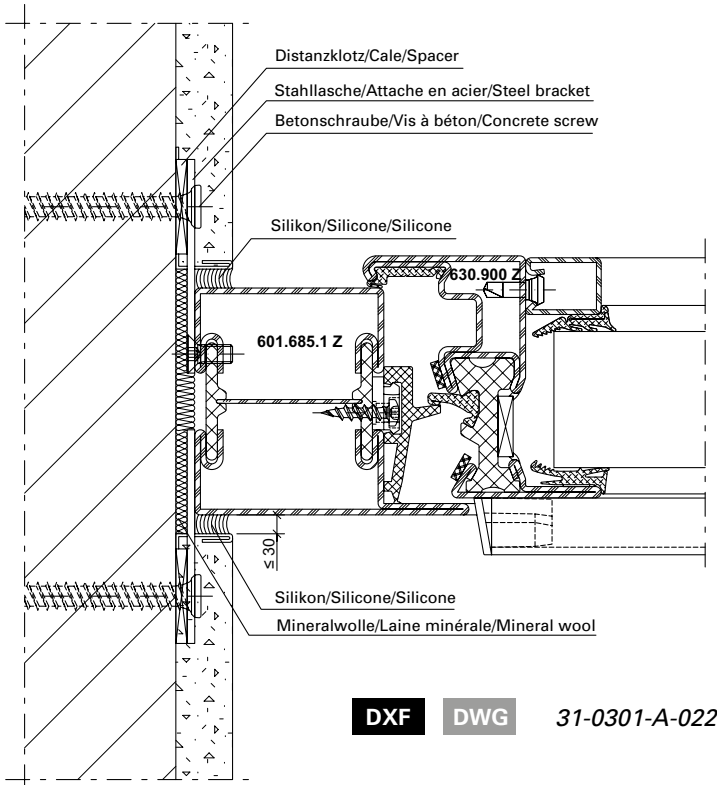 Distanzklotz/Cale/Spacer
Stahllasche/Attache en acier/Steel bracket
Betonschraube/Vis à béton/Concrete screw
Silikon/Silicone/Silicone
630.900 Z
601.685.1 Z
≤ 30
Silikon/Silicone/Silicone
Mineralwolle/Laine minérale/Mineral wool
DXF DWG 31-0301-A-022